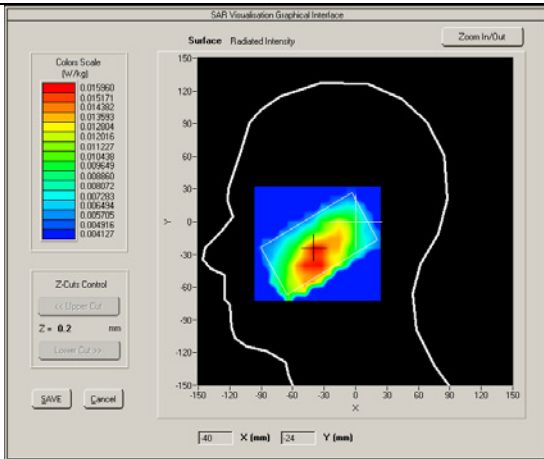 SAR Visualisation Graphical Interface
Surface Radiated Intensity
Zoom In/Out
Colors Scale
(W/kg)
0.015960
0.015171
0.014382
0.013593
0.012804
0.012016
0.011227
0.010438
0.009649
0.008860
0.008072
0.007283
0.006494
0.005705
0.004916
0.004127
Z-Cuts Control
<< Upper Cut
Z = 0.2 mm
Lower Cut >>
SAVE Cancel
150
120
90
60
30
0
-30
-60
-90
-120
-150
Y
-150 -120 -90 -60 -30 0 30 60 90 120 150
X
-40 X (mm) -24 Y (mm)